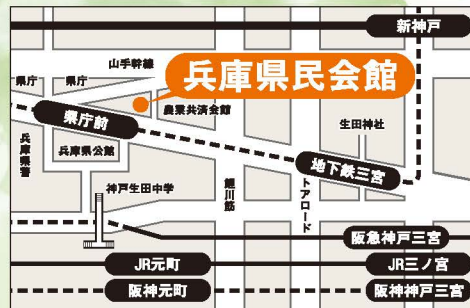 新神戸
山手幹線
県庁
県庁
兵庫県民会館
農業共済会館
県庁前
生田神社
兵庫県警
兵庫県公館
地下鉄三宮
神戸生田中学
鯉川筋
トアロード
阪急神戸三宮
JR元町
JR三ノ宮
阪神元町
阪神神戸三宮